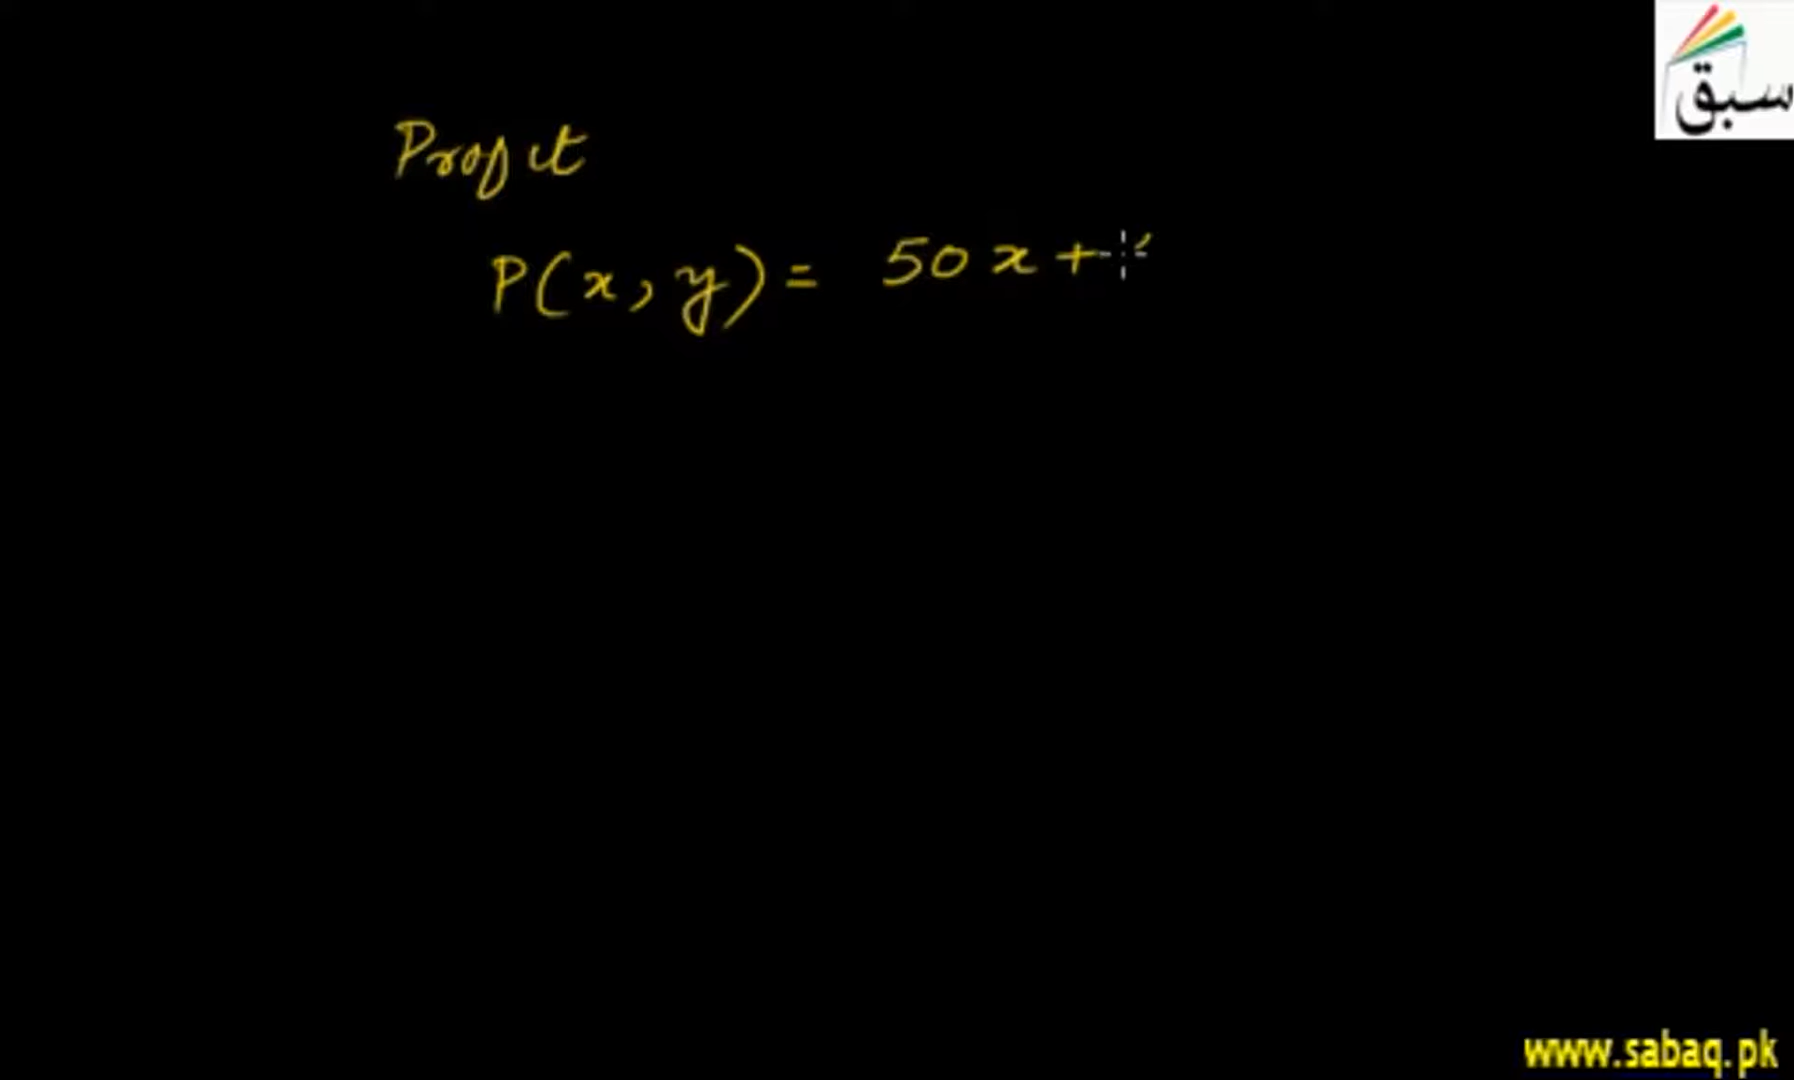 سبق
Profit
P(x, y) = 50x +
www.sabaq.pk